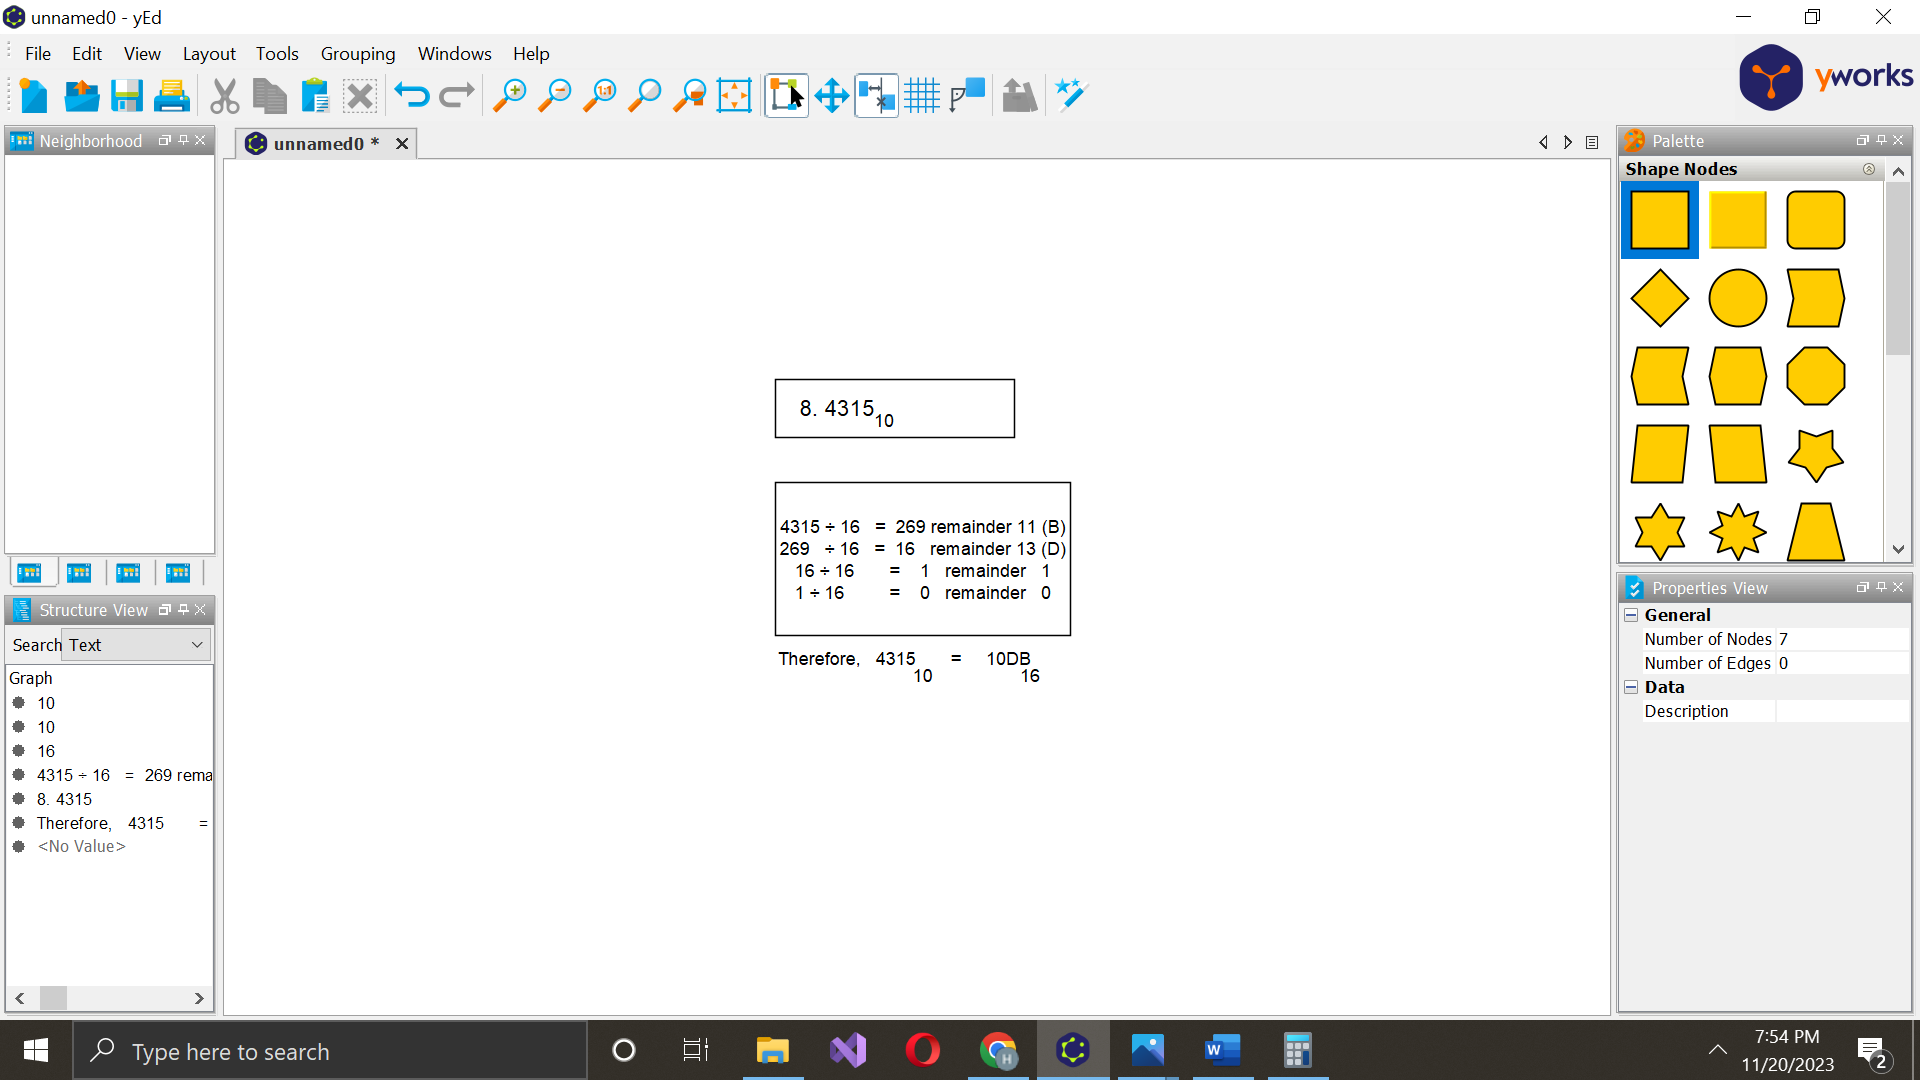 unnamed0 - yEd
File Edit View Layout Tools Grouping Windows Help
1:1
yworks
Neighborhood
unnamed0 *
Palette
Shape Nodes
8. 4315
10
4315 ÷ 16 = 269 remainder 11 (B)
269 ÷ 16 = 16 remainder 13 (D)
16 ÷ 16 = 1 remainder 1
1 ÷ 16 = 0 remainder 0
Therefore, 4315 = 10DB
10 16
Structure View
Search Text
Graph
10
10
16
4315 ÷ 16 = 269 rema
8. 4315
Therefore, 4315 =
<No Value>
Properties View
General
Number of Nodes 7
Number of Edges 0
Data
Description
Type here to search
H
W
7:54 PM
11/20/2023
2